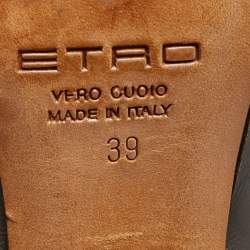 ETRO
VERO CUOIO
MADE IN ITALY
39